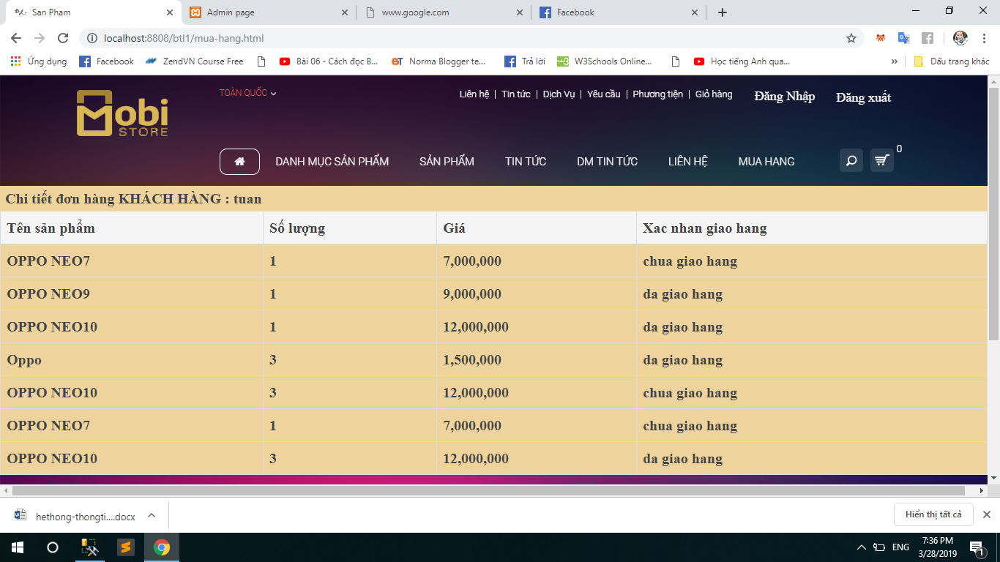 San Pham
Admin page
www.google.com
Facebook
localhost:8808/btl1/mua-hang.html
Ứng dụng
Facebook
ZendVN Course Free
Bài 06 - Cách đọc B...
Norma Blogger te...
Trả lời
W3Schools Online...
Học tiếng Anh qua...
»
Dấu trang khác
Mobi
STORE
TOÀN QUỐC
Liên hệ | Tin tức | Dịch Vụ | Yêu cầu | Phương tiện | Giỏ hàng
Đăng Nhập
Đăng xuất
DANH MỤC SẢN PHẨM
SẢN PHẨM
TIN TỨC
DM TIN TỨC
LIÊN HỆ
MUA HANG
0
Chi tiết đơn hàng KHÁCH HÀNG : tuan
Tên sản phẩm Số lượng Giá Xac nhan giao hang
OPPO NEO7 1 7,000,000 chua giao hang
OPPO NEO9 1 9,000,000 da giao hang
OPPO NEO10 1 12,000,000 da giao hang
Oppo 3 1,500,000 da giao hang
OPPO NEO10 3 12,000,000 chua giao hang
OPPO NEO7 1 7,000,000 chua giao hang
OPPO NEO10 3 12,000,000 da giao hang
hethong-thongti....docx
Hiển thị tất cả
ENG
7:36 PM
3/28/2019
1